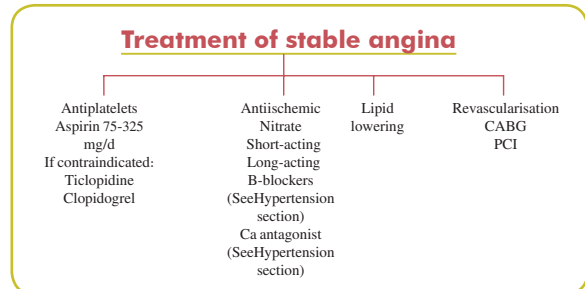 Treatment of stable angina
Antiplatelets
Aspirin 75-325
mg/d
If contraindicated:
Ticlopidine
Clopidogrel
Antiischemic
Nitrate
Short-acting
Long-acting
B-blockers
(SeeHypertension
section)
Ca antagonist
(SeeHypertension
section)
Lipid
lowering
Revascularisation
CABG
PCI